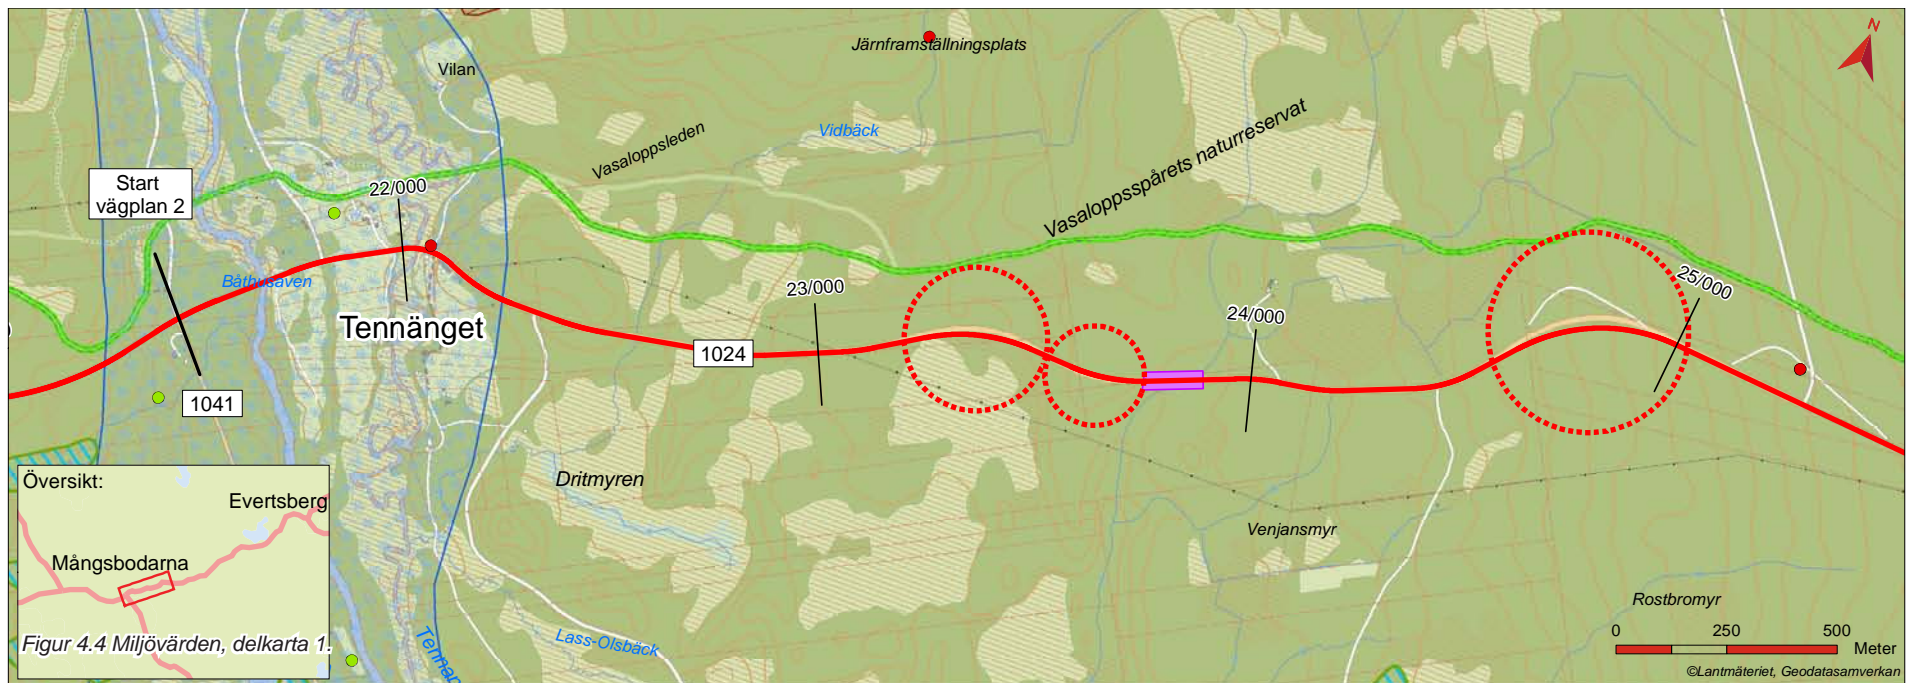 Järnframställningsplats
N
Vilan
Vidbäck
Vasaloppsleden
Vasaloppsspårets naturreservat
Start
vägplan 2
22/000
Båthusåven
23/000
24/000
25/000
Tennänget
1024
1041
Dritmyren
Venjansmyr
Rostbromyr
Lass-Olsbäck
Översikt:
Evertsberg
Mångsbodarna
Figur 4.4 Miljövärden, delkarta 1.
0 250 500
Meter
©Lantmäteriet, Geodatasamverkan